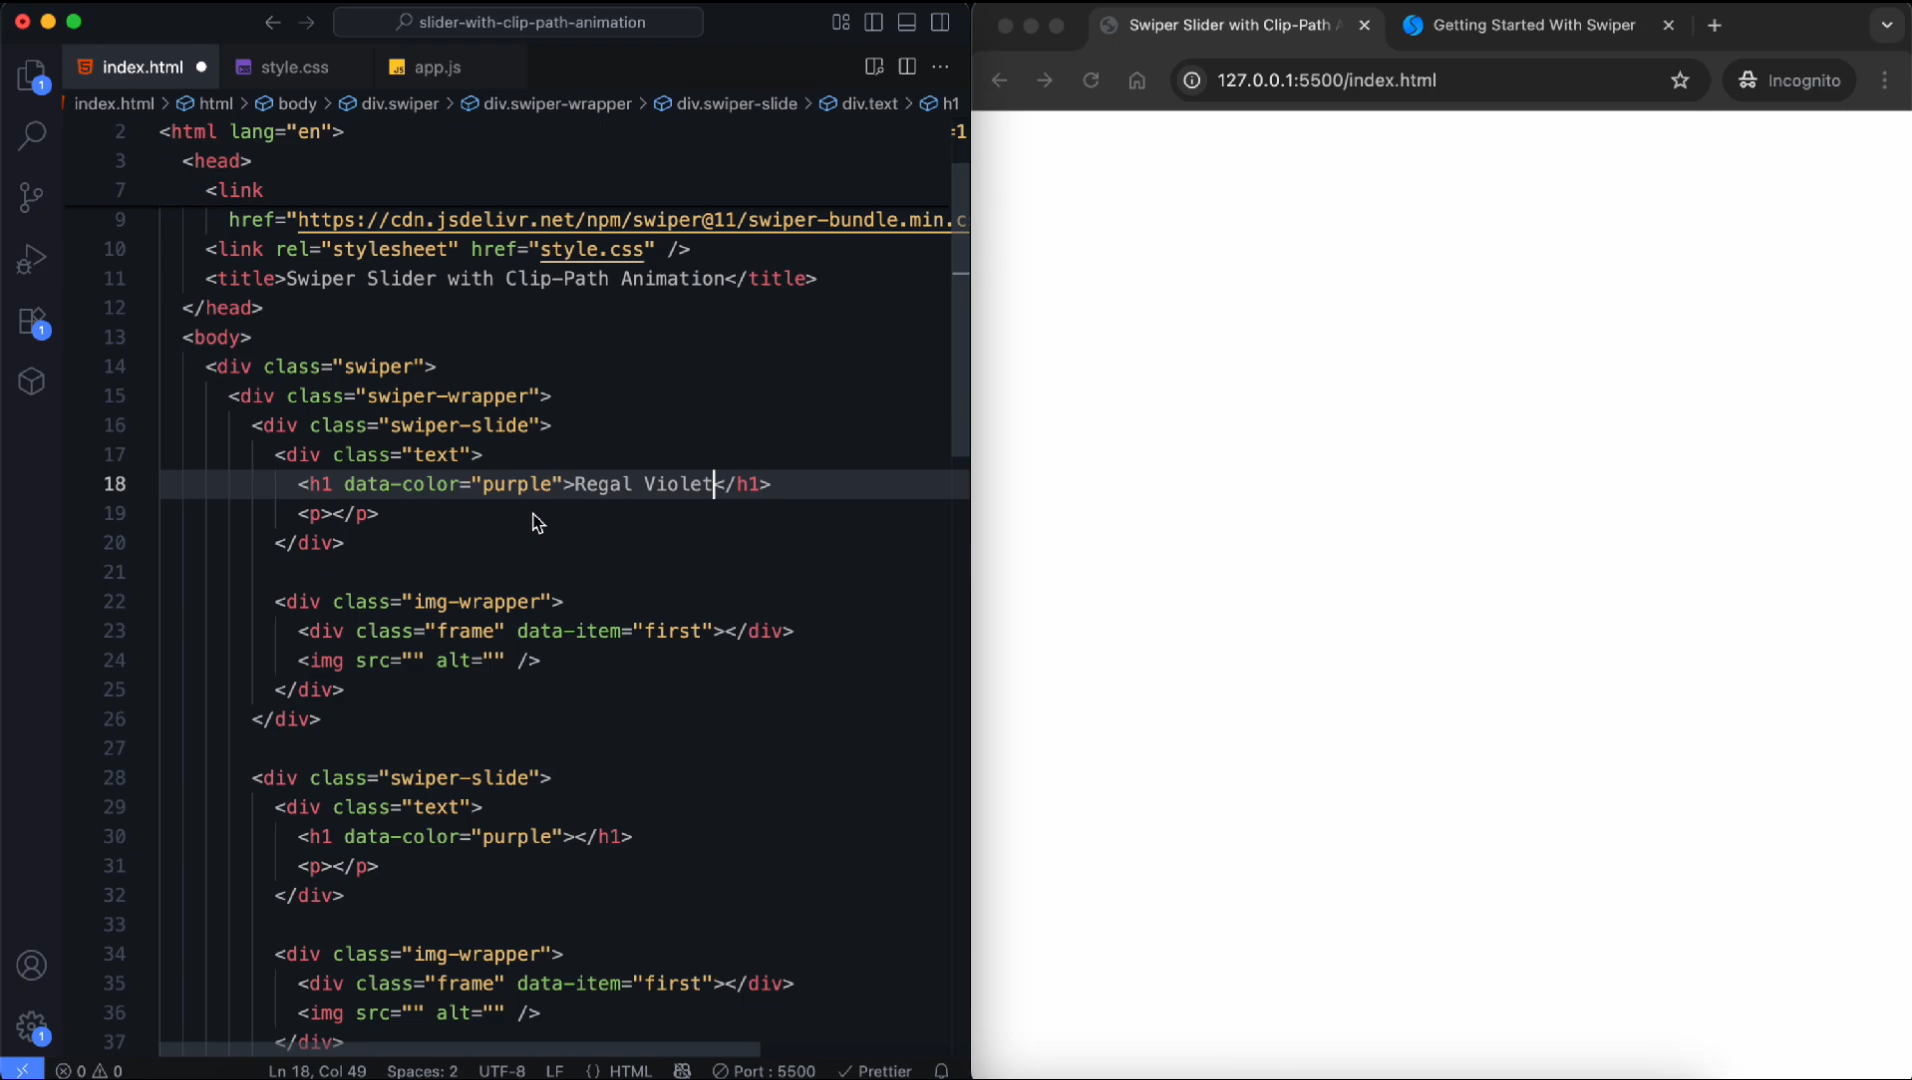 slider-with-clip-path-animation
index.html
style.css
app.js
index.html > html > body > div.swiper > div.swiper-wrapper > div.swiper-slide > div.text > h1
2 <html lang="en">
3 <head>
7 <link
9 href="https://cdn.jsdelivr.net/npm/swiper@11/swiper-bundle.min.c
10 <link rel="stylesheet" href="style.css" />
11 <title>Swiper Slider with Clip-Path Animation</title>
12 </head>
13 <body>
14 <div class="swiper">
15 <div class="swiper-wrapper">
16 <div class="swiper-slide">
17 <div class="text">
18 <h1 data-color="purple">Regal Violet</h1>
19 <p></p>
20 </div>
21
22 <div class="img-wrapper">
23 <div class="frame" data-item="first"></div>
24 <img src="" alt="" />
25 </div>
26 </div>
27
28 <div class="swiper-slide">
29 <div class="text">
30 <h1 data-color="purple"></h1>
31 <p></p>
32 </div>
33
34 <div class="img-wrapper">
35 <div class="frame" data-item="first"></div>
36 <img src="" alt="" />
37 </div>
1
1
1
0 0
Ln 18, Col 49
Spaces: 2
UTF-8
LF
{} HTML
Port : 5500
Prettier
Swiper Slider with Clip-Path
Getting Started With Swiper
127.0.0.1:5500/index.html
Incognito